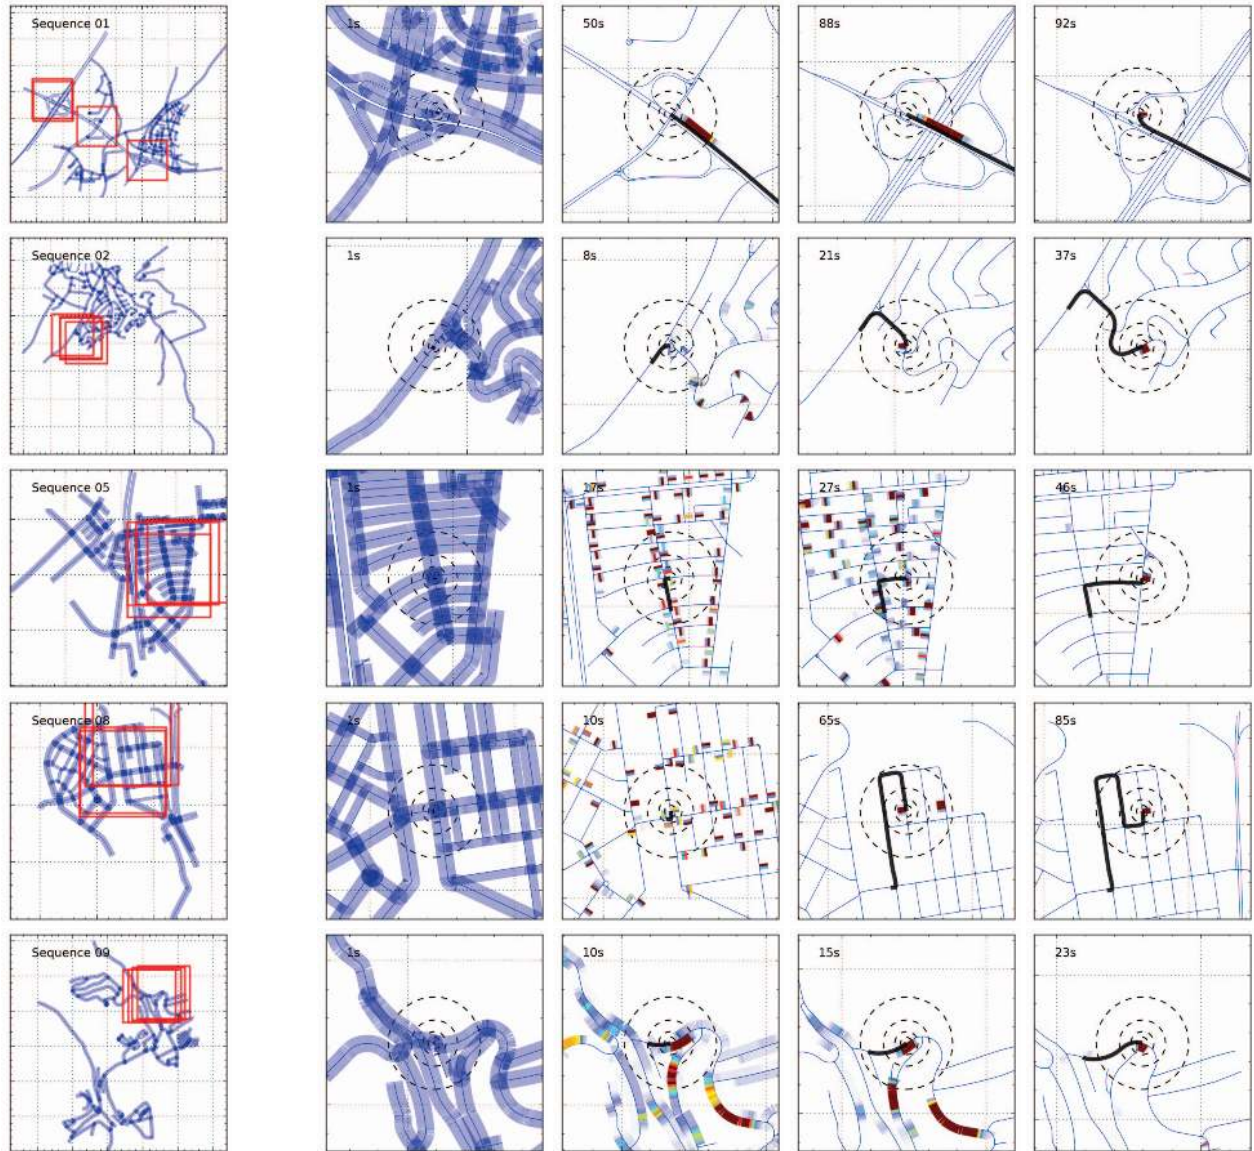 Sequence 01
1s
50s
88s
92s
Sequence 02
1s
8s
21s
37s
Sequence 05
1s
17s
27s
46s
Sequence 08
1s
10s
65s
85s
Sequence 09
1s
10s
15s
23s